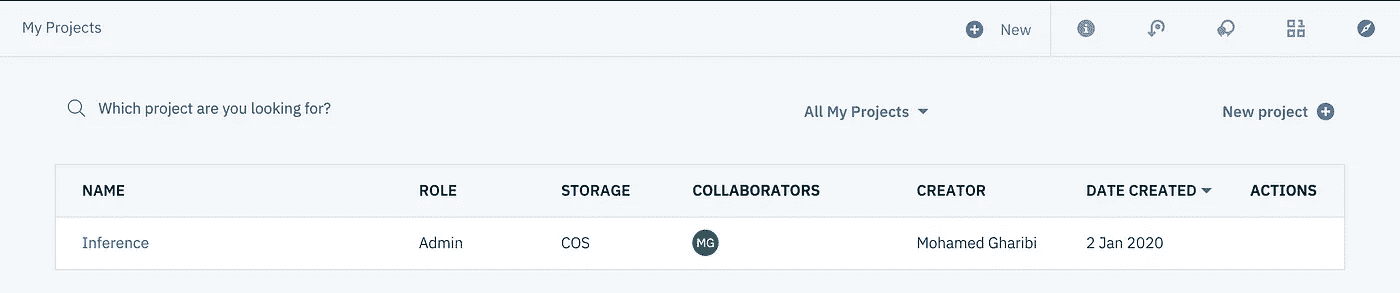 My Projects New
Which project are you looking for? All My Projects New project
NAME ROLE STORAGE COLLABORATORS CREATOR DATE CREATED ACTIONS
Inference Admin COS MG Mohamed Gharibi 2 Jan 2020